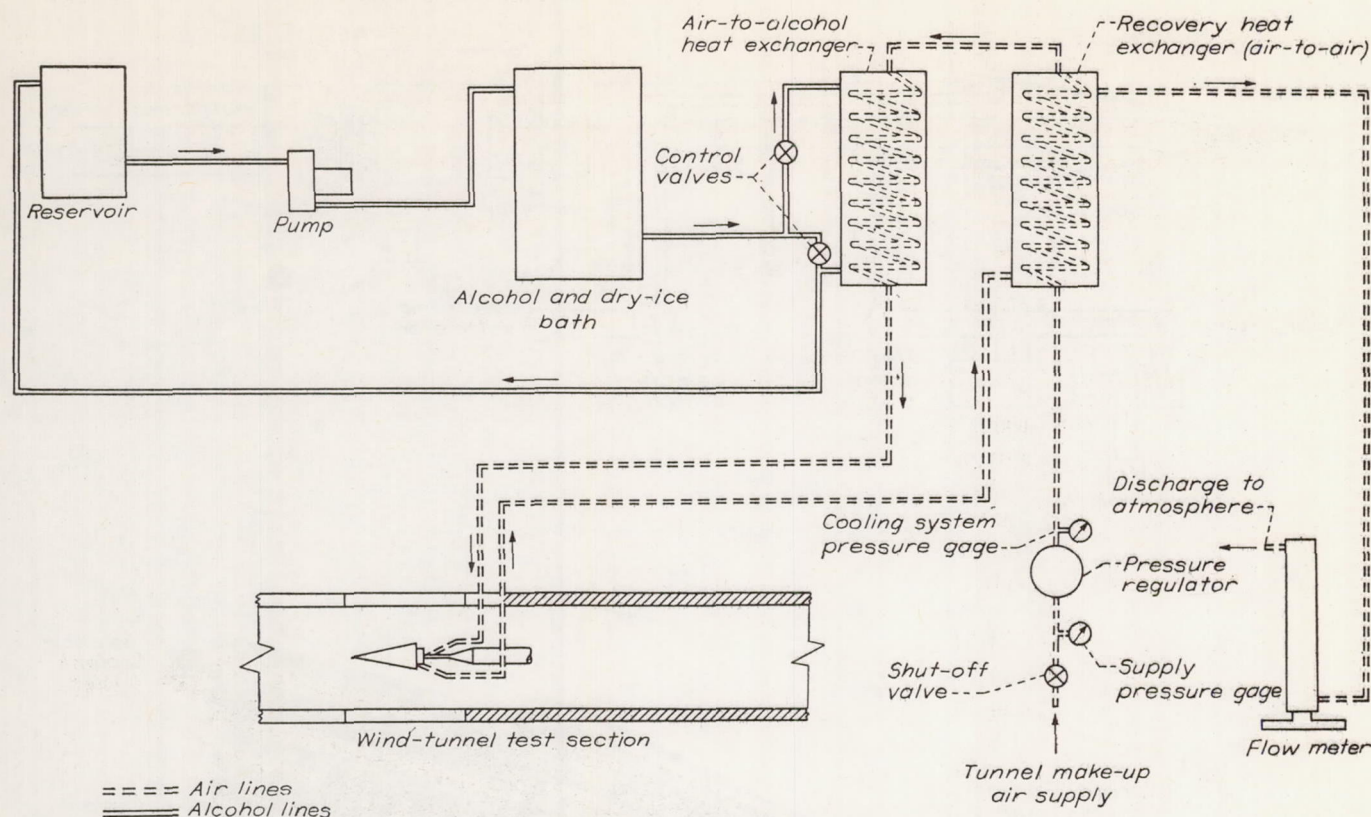 Air-to-alcohol
heat exchanger
Recovery heat
exchanger (air-to-air)
Control
valves
Reservoir
Pump
Alcohol and dry-ice
bath
Discharge to
atmosphere
Cooling system
pressure gage
Pressure
regulator
Shut-off
valve
Supply
pressure gage
Wind-tunnel test section
Flow meter
Tunnel make-up
air supply
Air lines
Alcohol lines